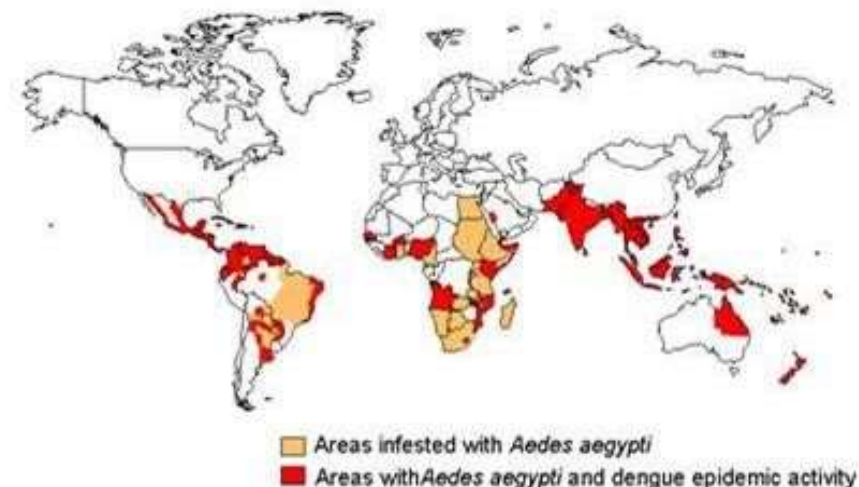 Areas infested with Aedes aegypti
Areas withAedes aegypti and dengue epidemic activity